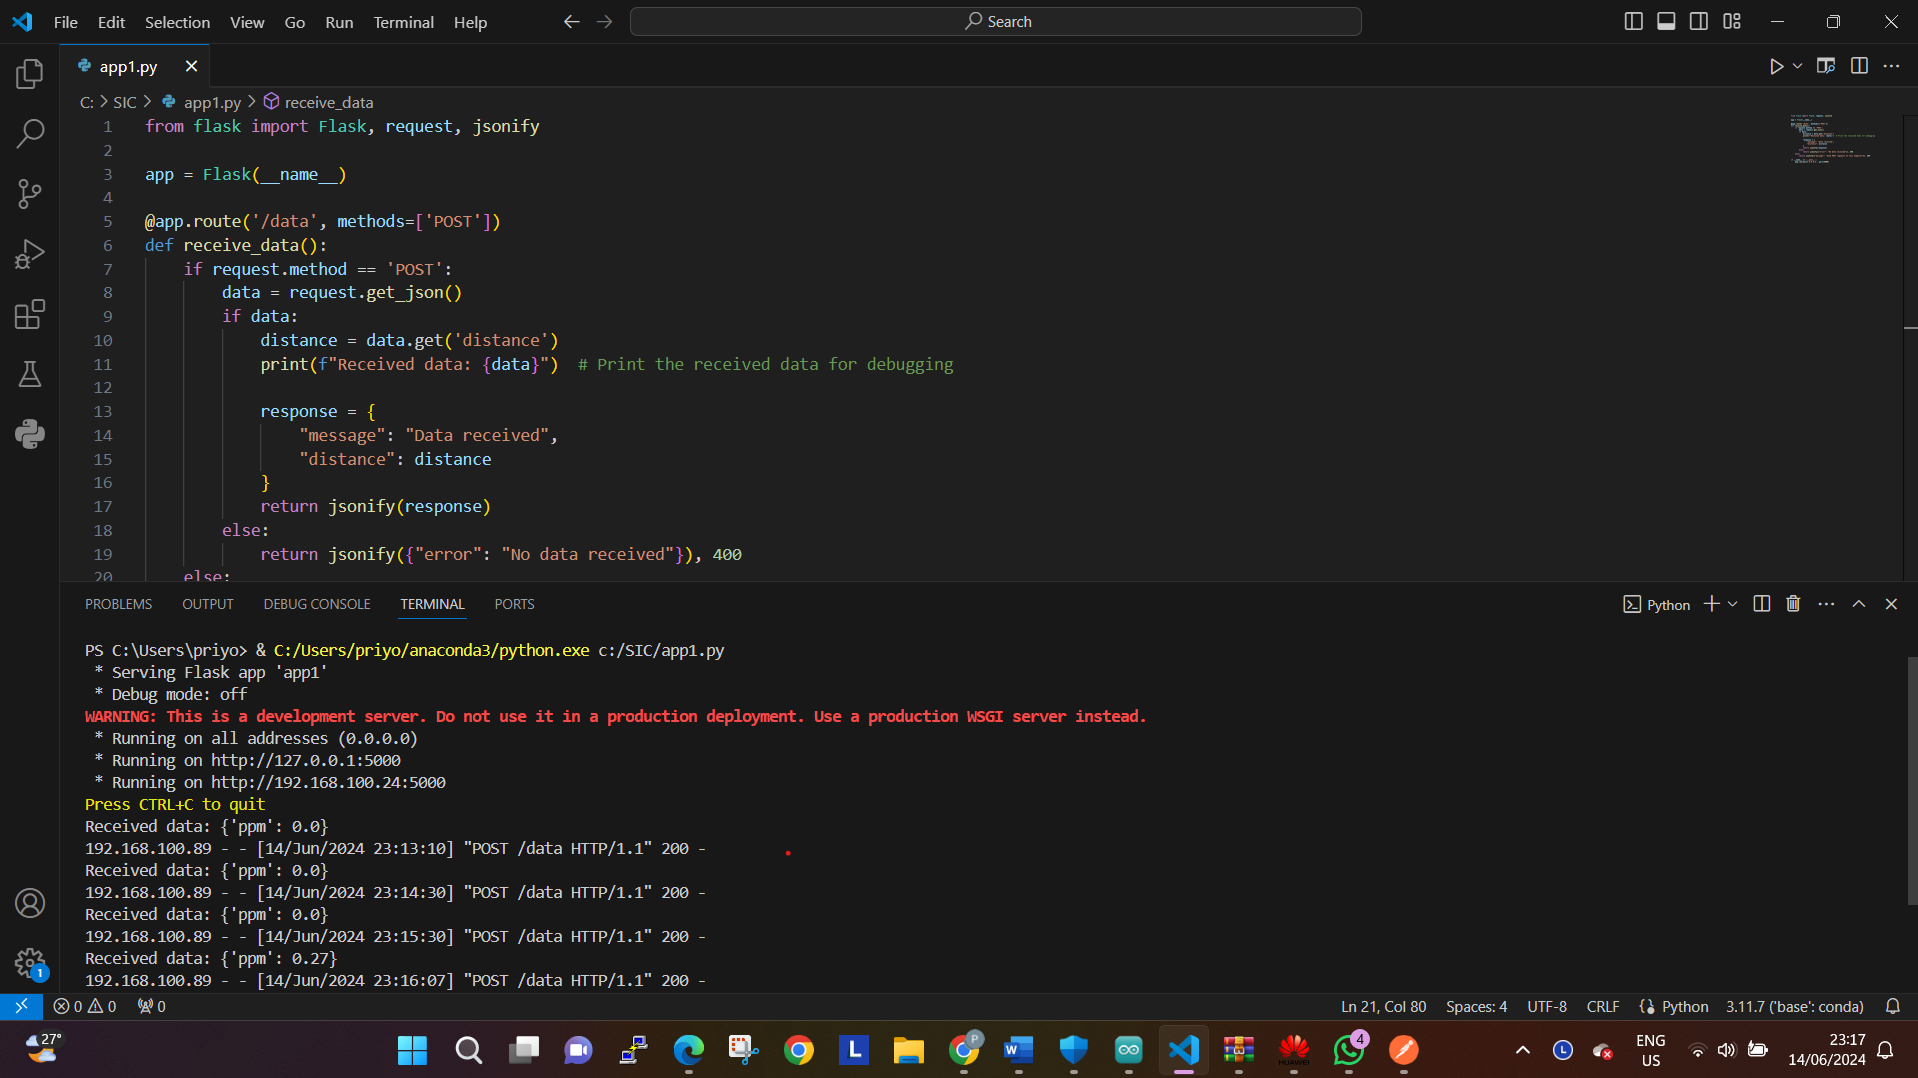 File Edit Selection View Go Run Terminal Help Search
app1.py
C: > SIC > app1.py > receive_data
1 from flask import Flask, request, jsonify
2
3 app = Flask(__name__)
4
5 @app.route('/data', methods=['POST'])
6 def receive_data():
7 if request.method == 'POST':
8 data = request.get_json()
9 if data:
10 distance = data.get('distance')
11 print(f"Received data: {data}") # Print the received data for debugging
12
13 response = {
14 "message": "Data received",
15 "distance": distance
16 }
17 return jsonify(response)
18 else:
19 return jsonify({"error": "No data received"}), 400
20 else:
PROBLEMS OUTPUT DEBUG CONSOLE TERMINAL PORTS Python
PS C:\Users\priyo> & C:/Users/priyo/anaconda3/python.exe c:/SIC/app1.py
* Serving Flask app 'app1'
* Debug mode: off
WARNING: This is a development server. Do not use it in a production deployment. Use a production WSGI server instead.
* Running on all addresses (0.0.0.0)
* Running on http://127.0.0.1:5000
* Running on http://192.168.100.24:5000
Press CTRL+C to quit
Received data: {'ppm': 0.0}
192.168.100.89 - - [14/Jun/2024 23:13:10] "POST /data HTTP/1.1" 200 -
Received data: {'ppm': 0.0}
192.168.100.89 - - [14/Jun/2024 23:14:30] "POST /data HTTP/1.1" 200 -
Received data: {'ppm': 0.0}
192.168.100.89 - - [14/Jun/2024 23:15:30] "POST /data HTTP/1.1" 200 -
Received data: {'ppm': 0.27}
192.168.100.89 - - [14/Jun/2024 23:16:07] "POST /data HTTP/1.1" 200 -
1
0 0 0 Ln 21, Col 80 Spaces: 4 UTF-8 CRLF {} Python 3.11.7 ('base': conda)
27° L P W HUAWEI 4 L ENG 23:17
US 14/06/2024